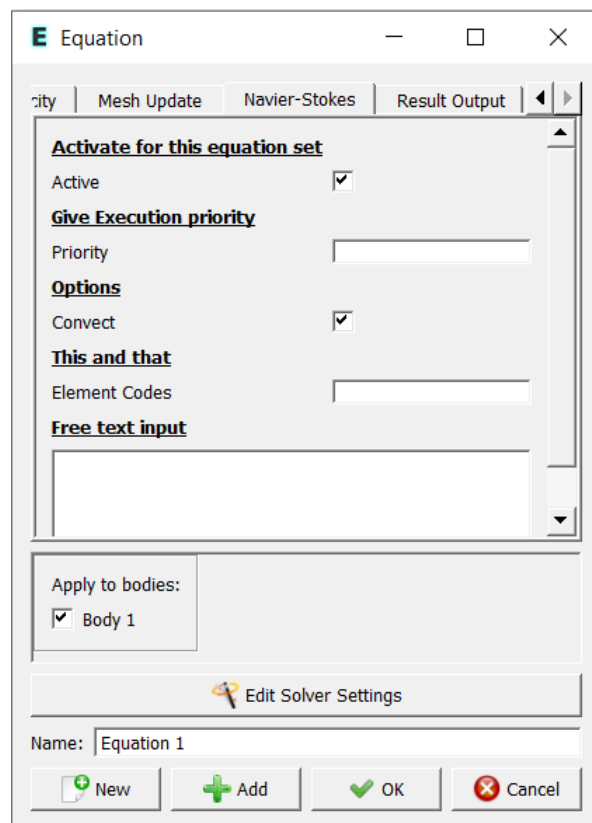 E Equation
city Mesh Update Navier-Stokes Result Output
Activate for this equation set
Active
Give Execution priority
Priority
Options
Convect
This and that
Element Codes
Free text input
Apply to bodies:
Body 1
Edit Solver Settings
Name: Equation 1
New Add OK Cancel